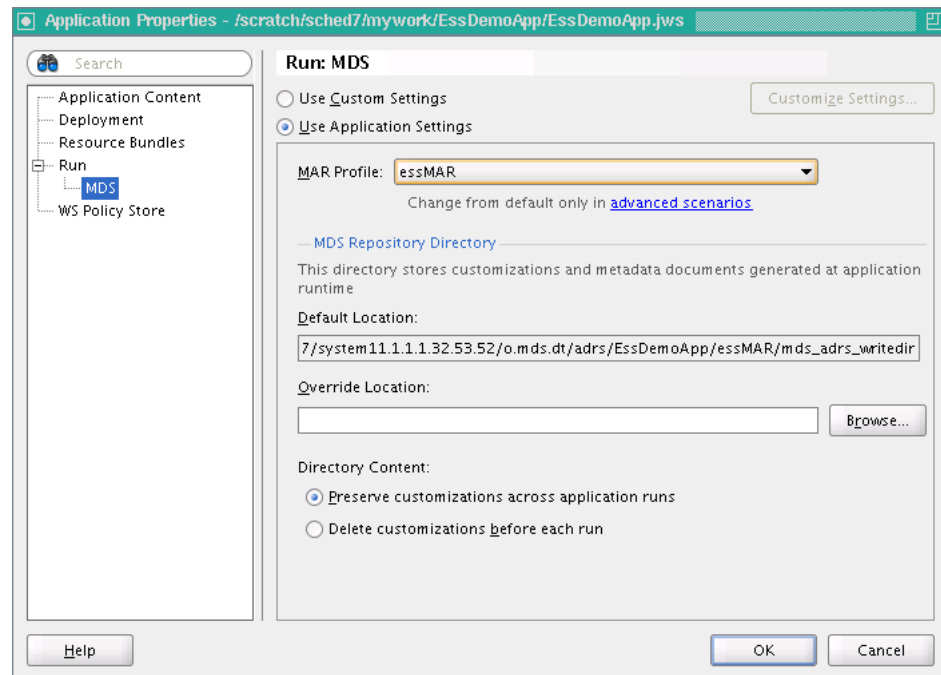 Application Properties - /scratch/sched7/mywork/EssDemoApp/EssDemoApp.jws
Search
Application Content
Deployment
Resource Bundles
Run
MDS
WS Policy Store
Run: MDS
Use Custom Settings
Customize Settings...
Use Application Settings
MAR Profile: essMAR
Change from default only in advanced scenarios
MDS Repository Directory
This directory stores customizations and metadata documents generated at application
runtime
Default Location:
7/system11.1.1.1.32.53.52/o.mds.dt/adrs/EssDemoApp/essMAR/mds_adrs_writedir
Override Location:
Browse...
Directory Content:
Preserve customizations across application runs
Delete customizations before each run
Help
OK
Cancel